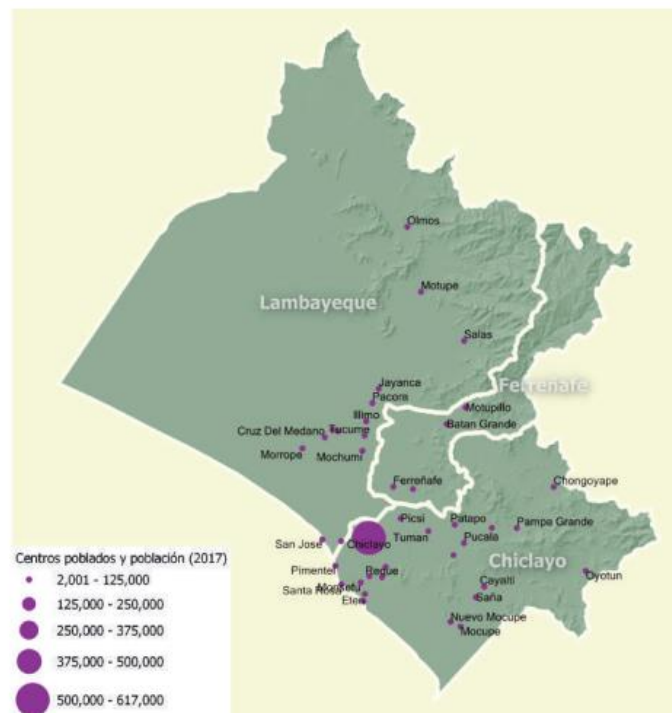 Olmos
Motupe
Lambayeque
Salas
Ferreñafe
Jayanca
Pacora
Motupillo
Illimo
Batan Grande
Cruz Del Medano
Tucume
Morrope
Mochumi
Ferreñafe
Chongoyape
Picsi
Patapo
Pampa Grande
Tuman
San Jose
Chiclayo
Pucala
Chiclayo
Pimentel
Reque
Oyotun
Cayalti
Santa Rosa
Monsefu
Saña
Eten
Nuevo Mocupe
Mocupe
Centros poblados y población (2017)
2,001 - 125,000
125,000 - 250,000
250,000 - 375,000
375,000 - 500,000
500,000 - 617,000